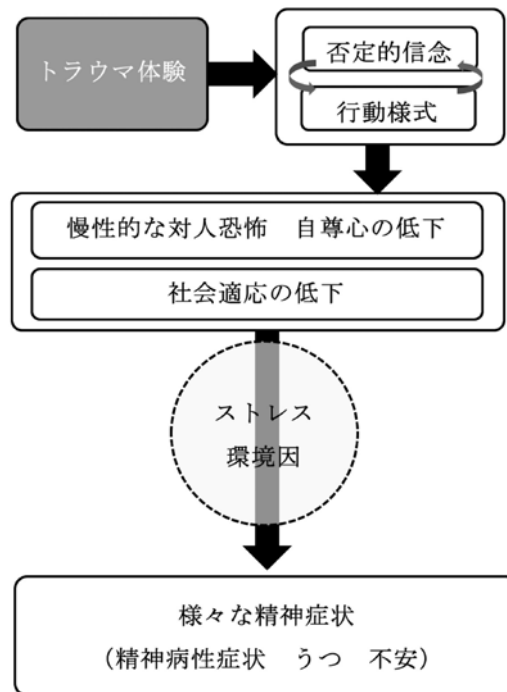 トラウマ体験
否定的信念
行動様式
慢性的な対人恐怖　自尊心の低下
社会適応の低下
ストレス
環境因
様々な精神症状
（精神病性症状　うつ　不安）